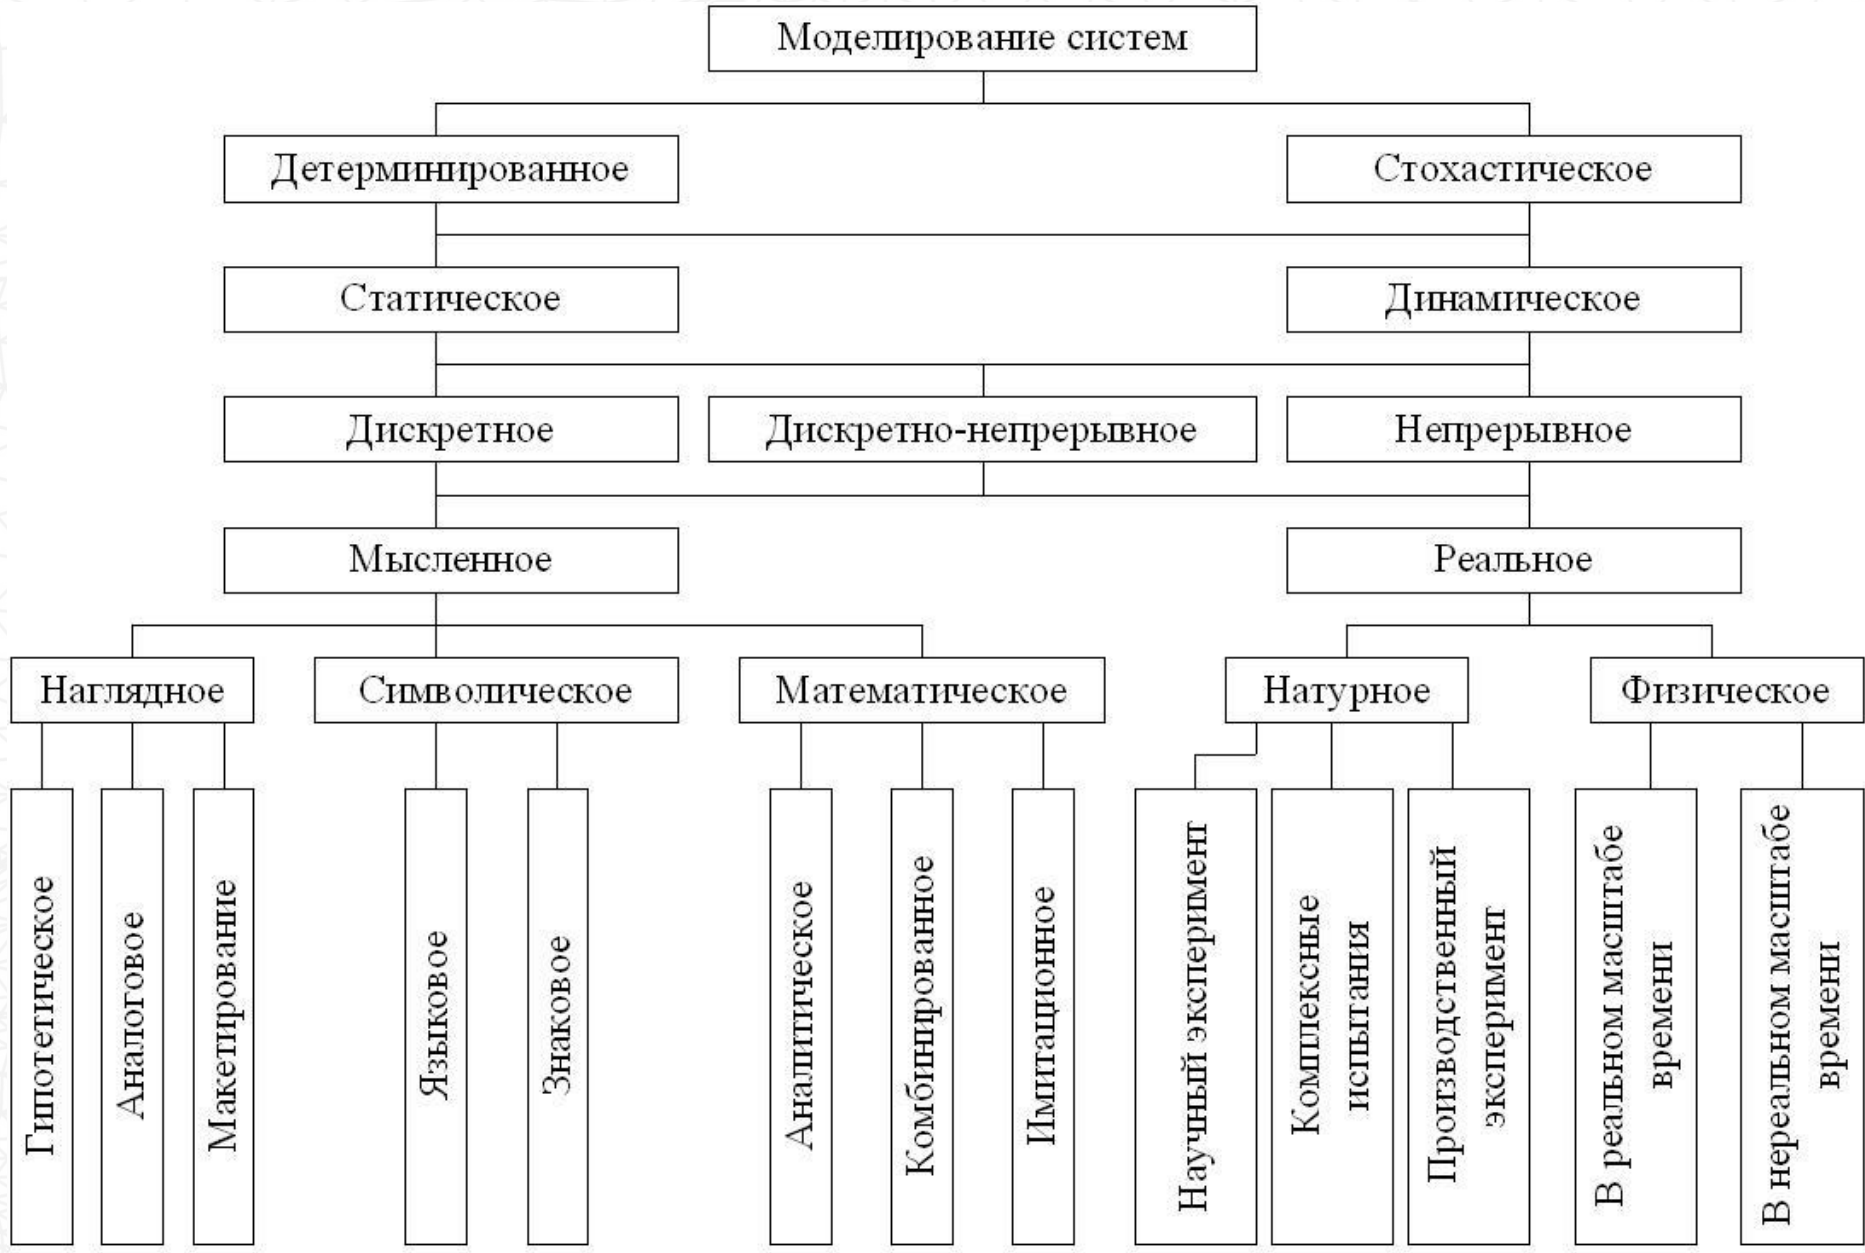 Моделирование систем
Детерминированное
Стохастическое
Статическое
Динамическое
Дискретное
Дискретно-непрерывное
Непрерывное
Мысленное
Реальное
Наглядное
Символическое
Математическое
Натурное
Физическое
Гипотетическое
Аналоговое
Макетирование
Языковое
Знаковое
Аналитическое
Комбинированное
Имитационное
Научный эксперимент
Комплексные
испытания
Производственный
эксперимент
В реальном масштабе
времени
В нереальном масштабе
времени